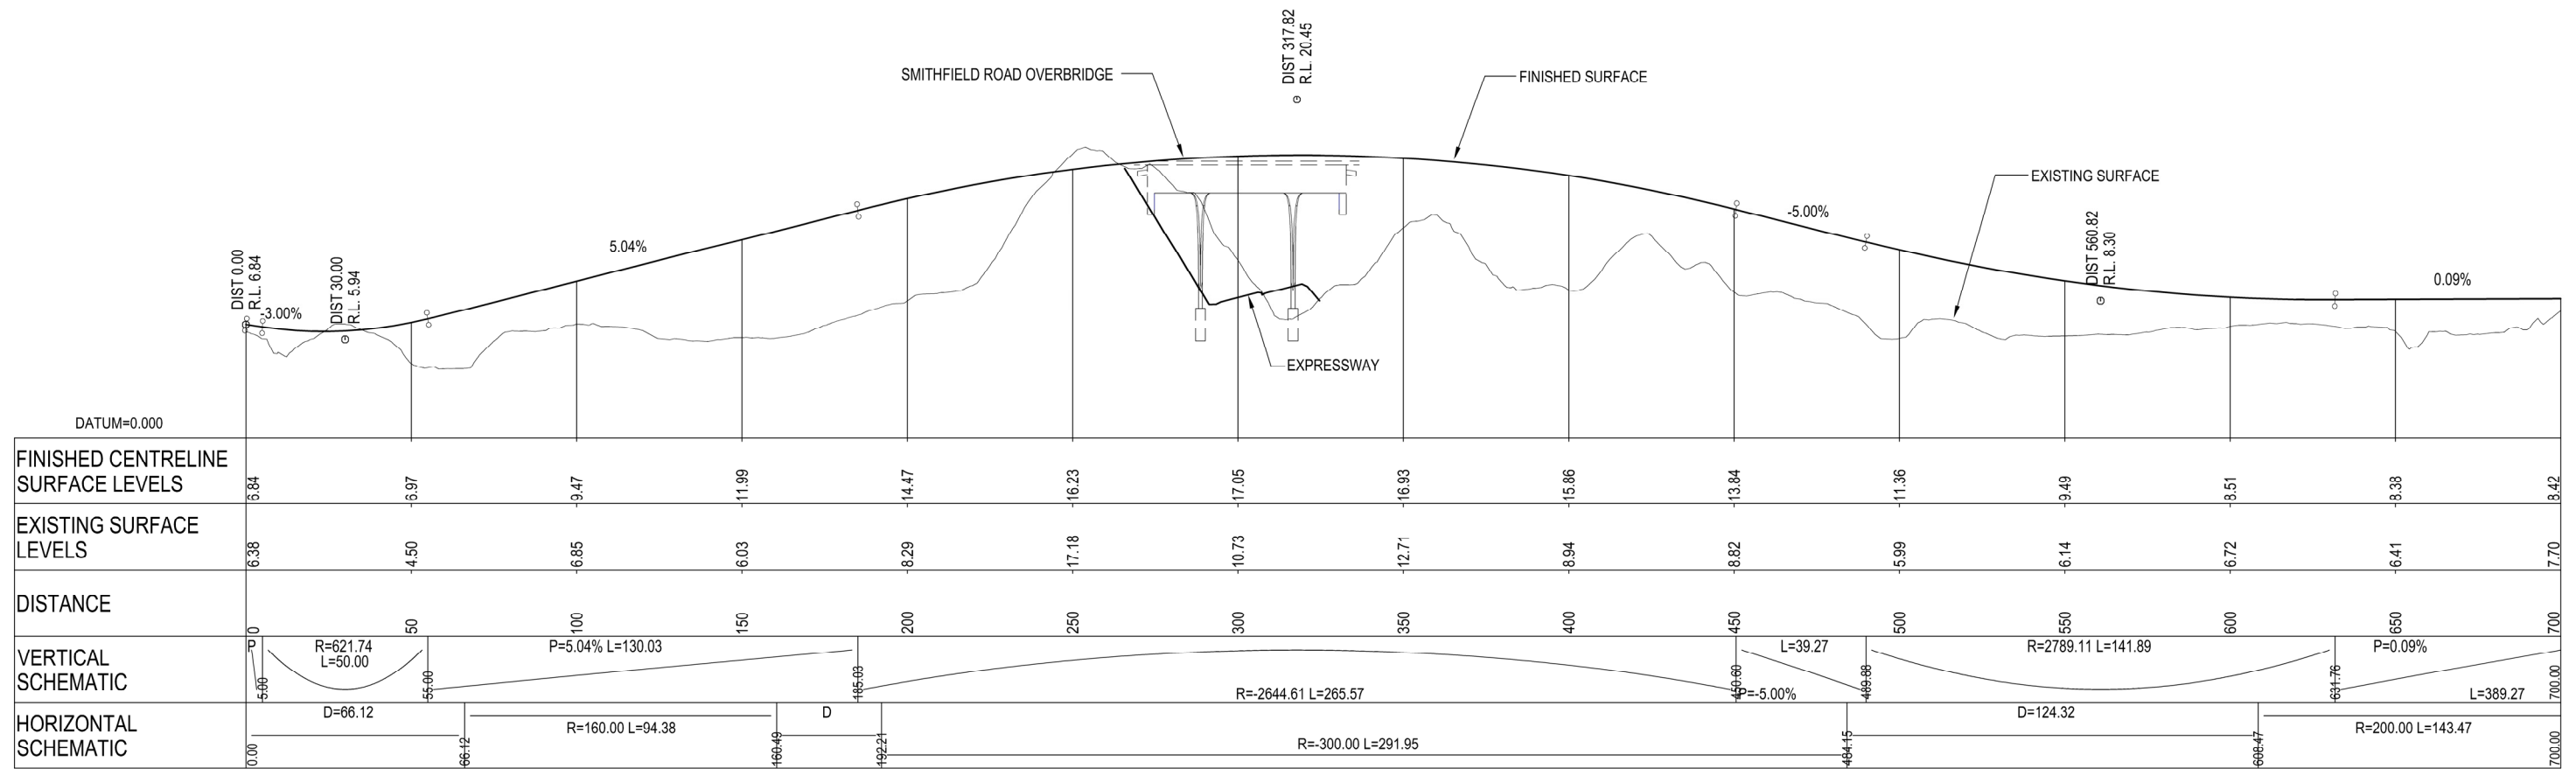 DIST 317.82
R.L. 20.45
SMITHFIELD ROAD OVERBRIDGE
FINISHED SURFACE
EXISTING SURFACE
DIST 0.00
R.L. 6.84
-3.00%
DIST 30.00
R.L. 5.94
5.04%
-5.00%
DIST 560.82
R.L. 8.30
0.09%
EXPRESSWAY
DATUM=0.000
FINISHED CENTRELINE
SURFACE LEVELS
6.84 6.97 9.47 11.99 14.47 16.23 17.05 16.93 15.86 13.84 11.36 9.49 8.51 8.38 8.42
EXISTING SURFACE
LEVELS
6.38 4.50 6.85 6.03 8.29 17.18 10.73 12.71 8.94 8.82 5.99 6.14 6.72 6.41 7.70
DISTANCE
0 50 100 150 200 250 300 350 400 450 500 550 600 650 700
VERTICAL
SCHEMATIC
P
R=621.74
L=50.00
P=5.04% L=130.03
R=-2644.61 L=265.57
L=39.27
P=-5.00%
R=2789.11 L=141.89
P=0.09%
L=389.27
5.00 55.00 185.03 450.60 489.88 631.76 700.00
HORIZONTAL
SCHEMATIC
D=66.12
R=160.00 L=94.38
D
R=-300.00 L=291.95
D=124.32
R=200.00 L=143.47
0.00 66.12 160.49 192.21 484.15 608.47 700.00